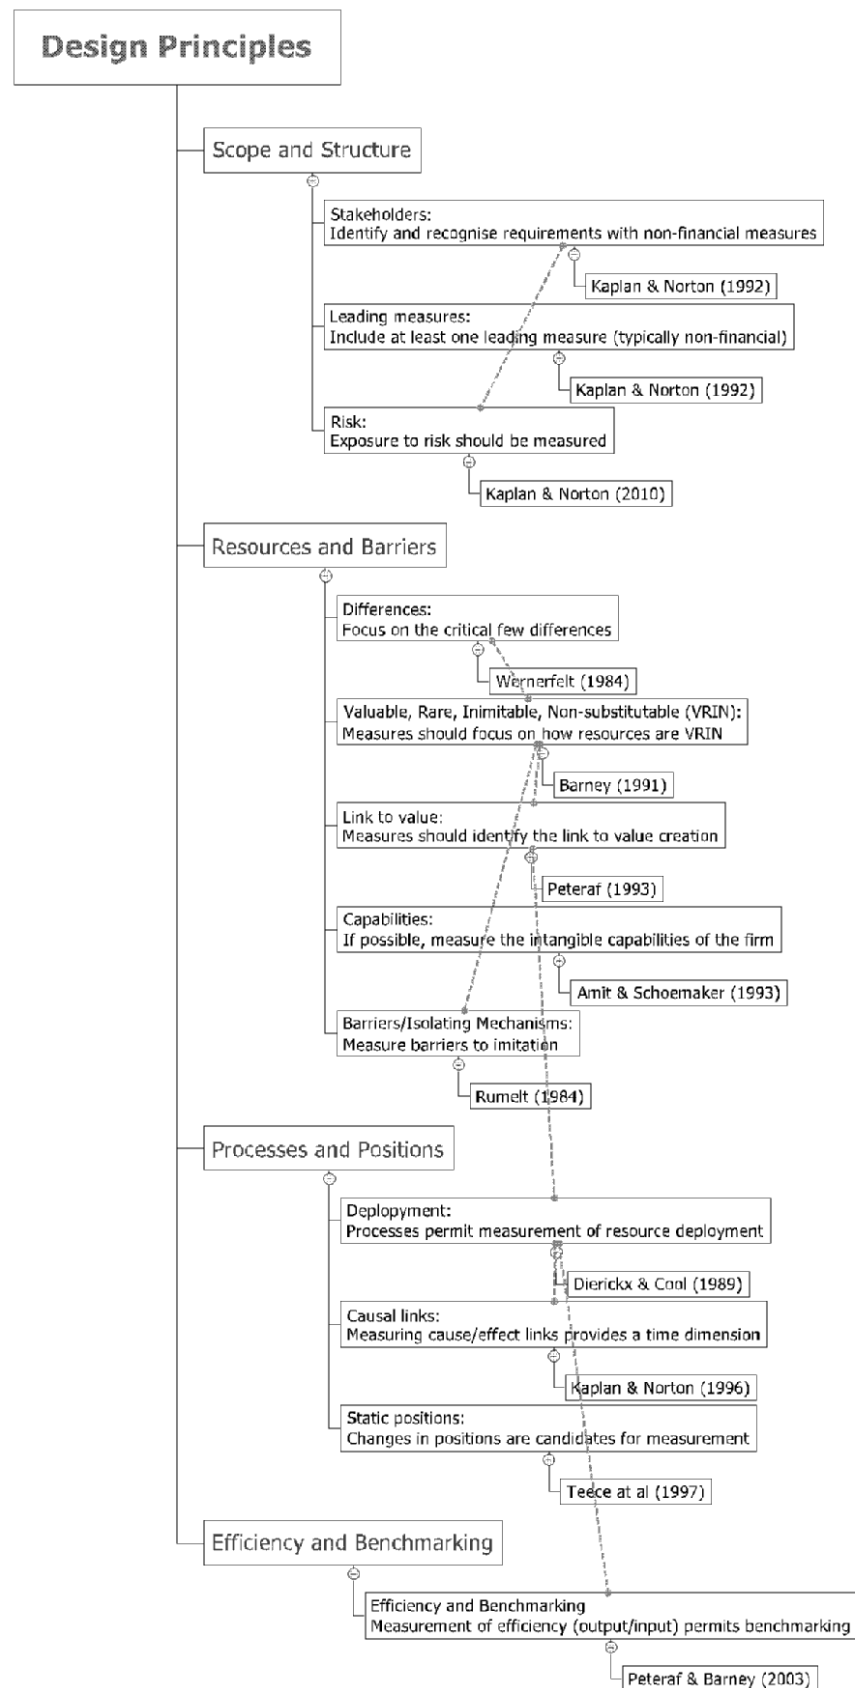 Design Principles
Scope and Structure
Stakeholders:
Identify and recognise requirements with non-financial measures
Kaplan & Norton (1992)
Leading measures:
Include at least one leading measure (typically non-financial)
Kaplan & Norton (1992)
Risk:
Exposure to risk should be measured
Kaplan & Norton (2010)
Resources and Barriers
Differences:
Focus on the critical few differences
Wernerfelt (1984)
Valuable, Rare, Inimitable, Non-substitutable (VRIN):
Measures should focus on how resources are VRIN
Barney (1991)
Link to value:
Measures should identify the link to value creation
Peteraf (1993)
Capabilities:
If possible, measure the intangible capabilities of the firm
Amit & Schoemaker (1993)
Barriers/Isolating Mechanisms:
Measure barriers to imitation
Rumelt (1984)
Processes and Positions
Deplopyment:
Processes permit measurement of resource deployment
Dierickx & Cool (1989)
Causal links:
Measuring cause/effect links provides a time dimension
Kaplan & Norton (1996)
Static positions:
Changes in positions are candidates for measurement
Teece at al (1997)
Efficiency and Benchmarking
Efficiency and Benchmarking
Measurement of efficiency (output/input) permits benchmarking
Peteraf & Barney (2003)